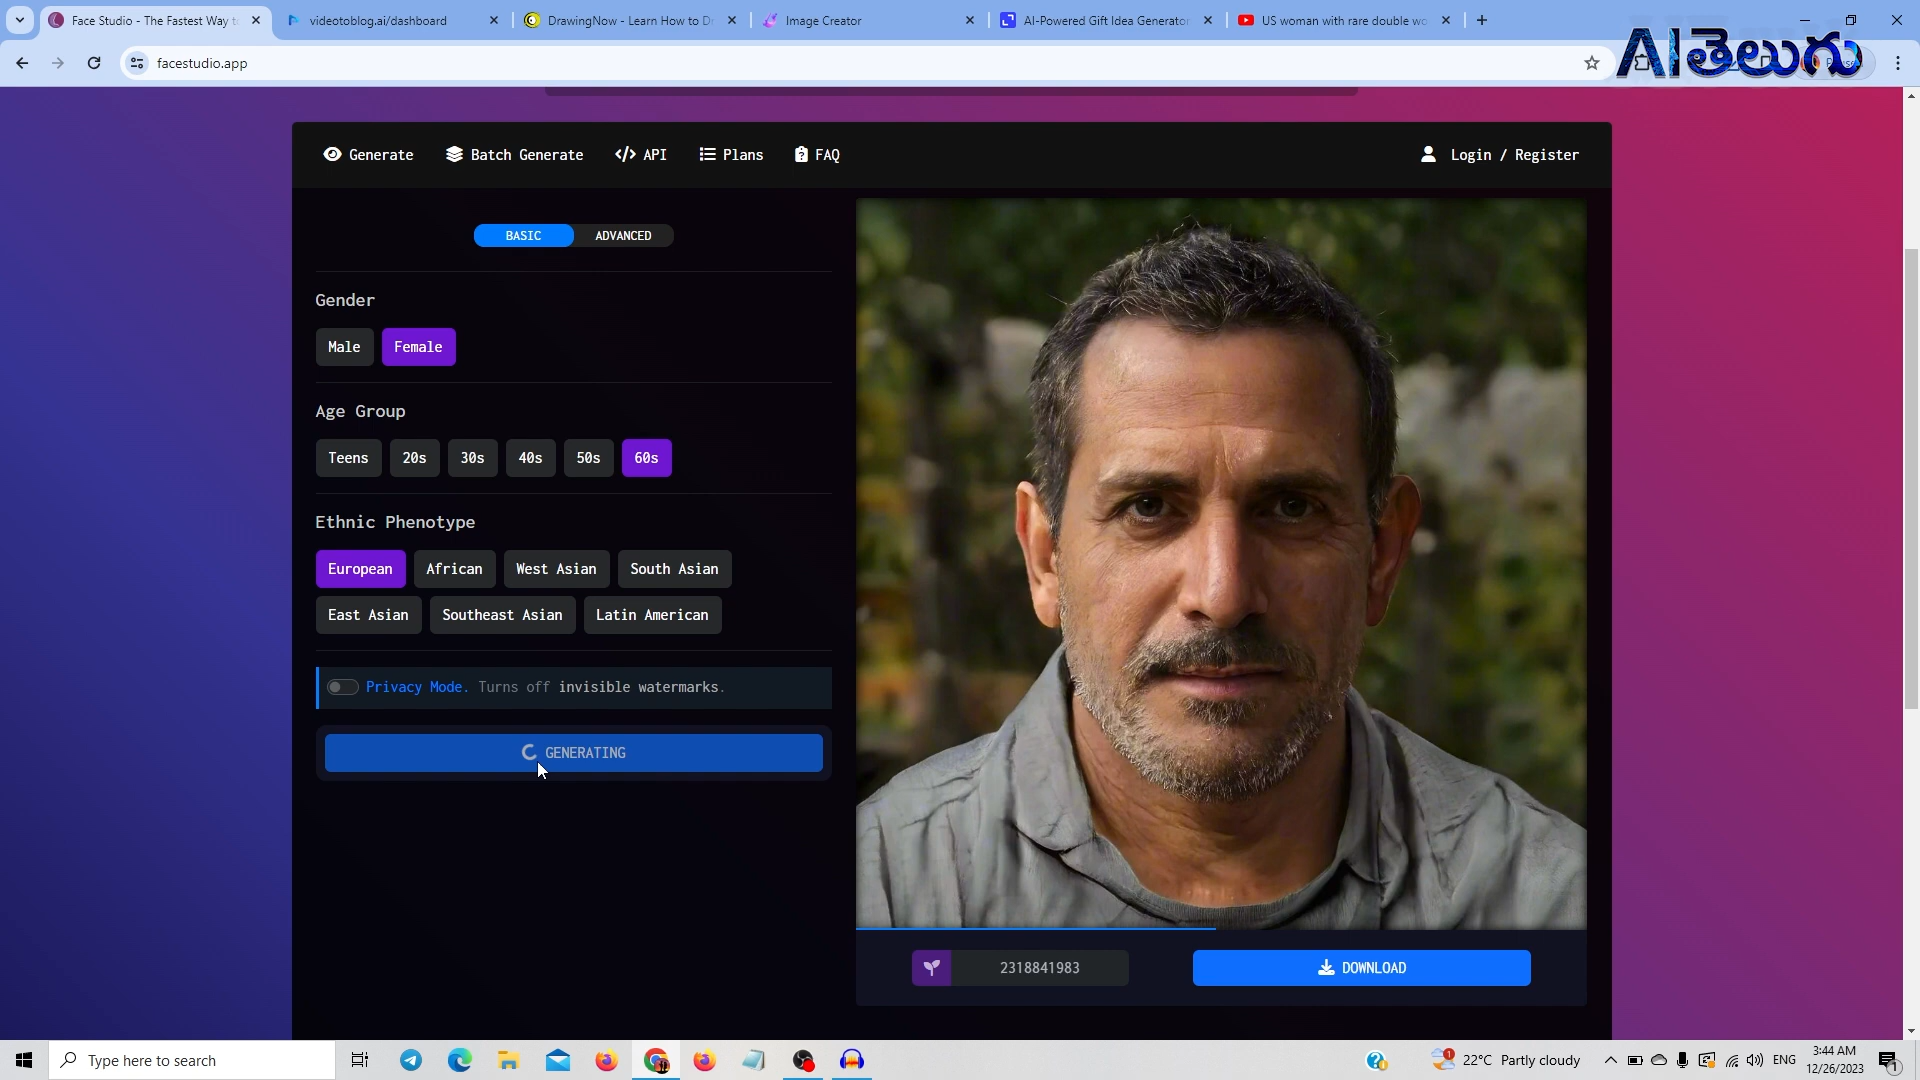 Face Studio - The Fastest Way to
videotoblog.ai/dashboard
DrawingNow - Learn How to Dr
Image Creator
AI-Powered Gift Idea Generator
US woman with rare double wo
facestudio.app
AIతెలుగు
Generate
Batch Generate
API
Plans
FAQ
Login / Register
BASIC
ADVANCED
Gender
Male
Female
Age Group
Teens
20s
30s
40s
50s
60s
Ethnic Phenotype
European
African
West Asian
South Asian
East Asian
Southeast Asian
Latin American
Privacy Mode. Turns off invisible watermarks.
GENERATING
2318841983
DOWNLOAD
Type here to search
22°C Partly cloudy
ENG
3:44 AM
12/26/2023